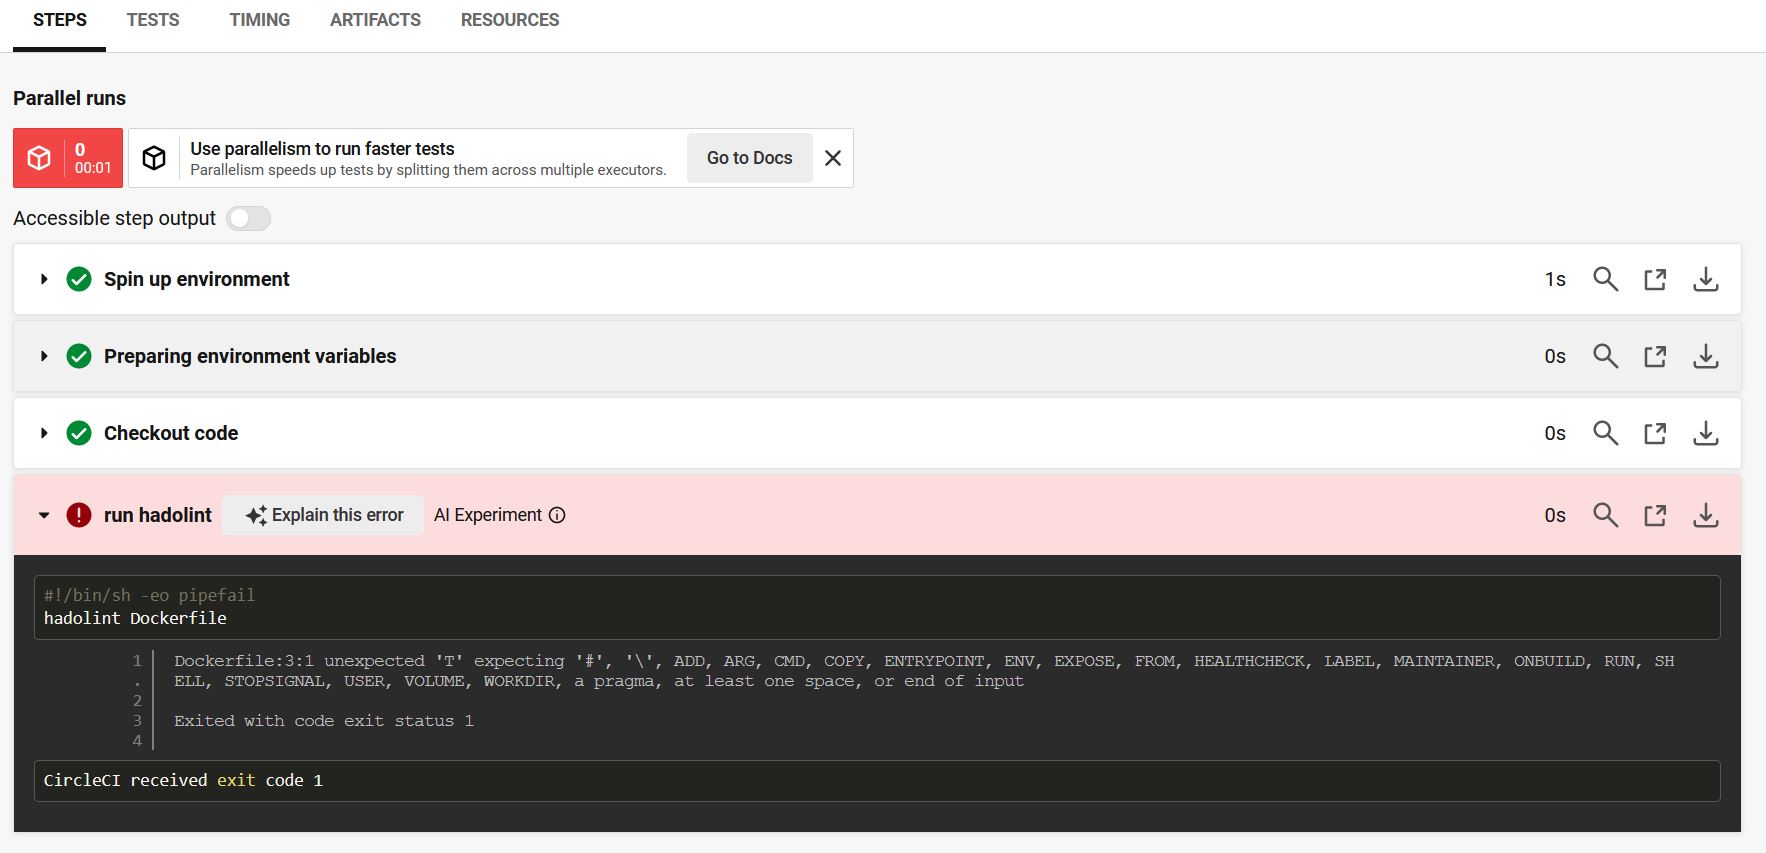 STEPS TESTS TIMING ARTIFACTS RESOURCES
Parallel runs
0
00:01
Use parallelism to run faster tests
Parallelism speeds up tests by splitting them across multiple executors.
Go to Docs
Accessible step output
Spin up environment 1s
Preparing environment variables 0s
Checkout code 0s
run hadolint Explain this error AI Experiment 0s
#!/bin/sh -eo pipefail
hadolint Dockerfile
1 Dockerfile:3:1 unexpected 'T' expecting '#', '\', ADD, ARG, CMD, COPY, ENTRYPOINT, ENV, EXPOSE, FROM, HEALTHCHECK, LABEL, MAINTAINER, ONBUILD, RUN, SH
. ELL, STOPSIGNAL, USER, VOLUME, WORKDIR, a pragma, at least one space, or end of input
2
3 Exited with code exit status 1
4
CircleCI received exit code 1